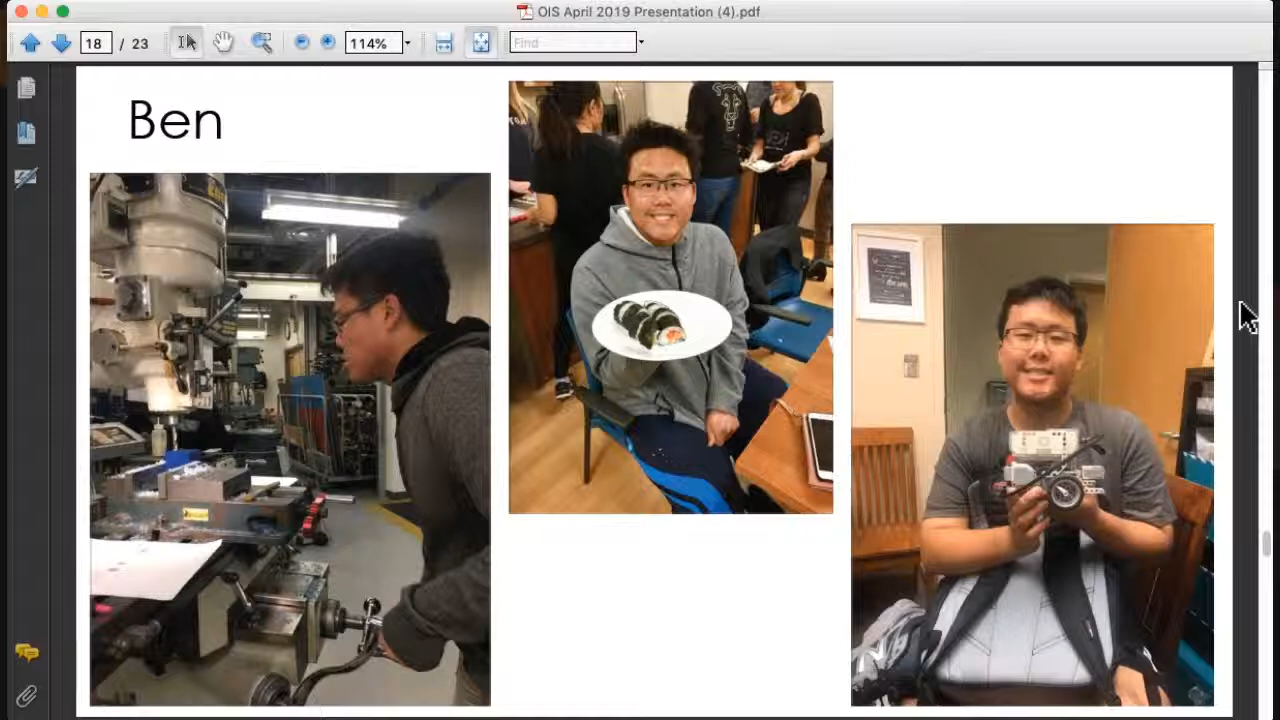 OIS April 2019 Presentation (4).pdf
18 / 23
114%
Find
Ben